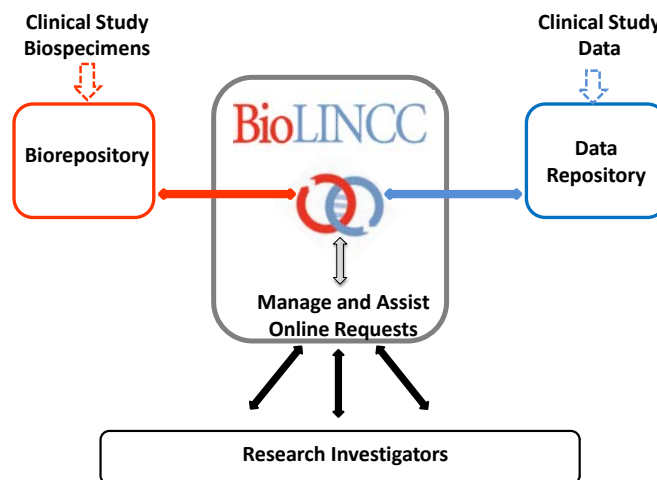 Clinical Study
Biospecimens
Clinical Study
Data
Biorepository
BioLINCC
Data
Repository
Manage and Assist
Online Requests
Research Investigators